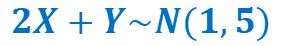 2X + Y~N(1, 5)